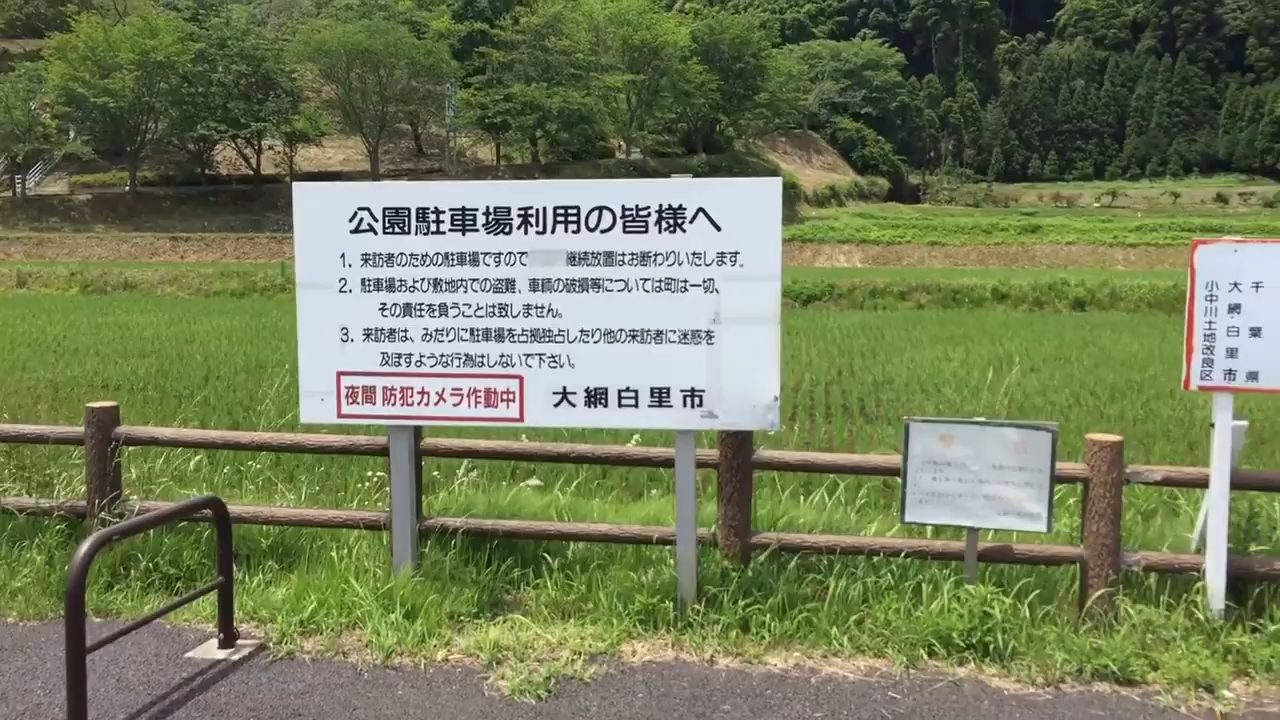 公園駐車場利用の皆様へ
1. 来訪者のための駐車場ですので 継続放置はお断わりいたします。
2. 駐車場および敷地内での盗難、車輌の破損等については町は一切、
その責任を負うことは致しません。
3. 来訪者は、みだりに駐車場を占拠独占したり他の来訪者に迷惑を
及ぼすような行為はしないで下さい。
夜間 防犯カメラ作動中
大網白里市
千葉県
大網白里市
小中川土地改良区